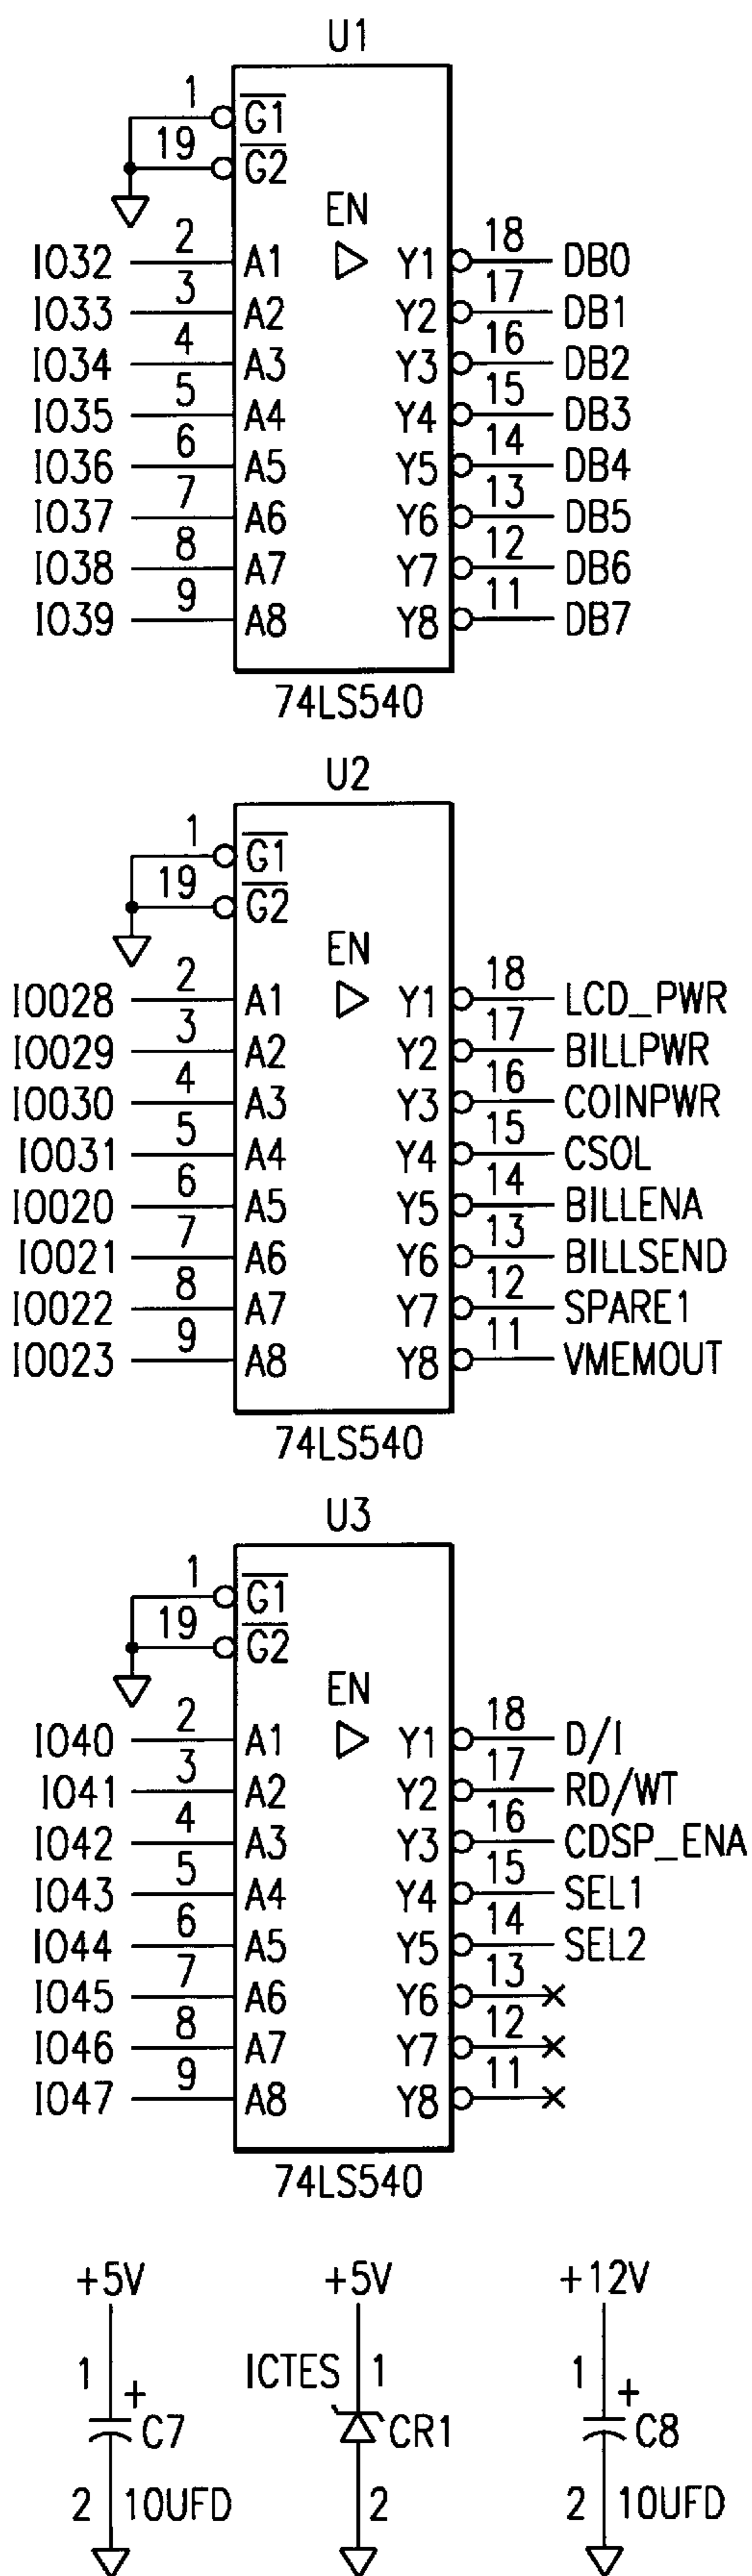 U1
1 G1
19 G2
EN
IO32 2 A1 Y1 18 DB0
IO33 3 A2 Y2 17 DB1
IO34 4 A3 Y3 16 DB2
IO35 5 A4 Y4 15 DB3
IO36 6 A5 Y5 14 DB4
IO37 7 A6 Y6 13 DB5
IO38 8 A7 Y7 12 DB6
IO39 9 A8 Y8 11 DB7
74LS540
U2
1 G1
19 G2
EN
IO028 2 A1 Y1 18 LCD_PWR
IO029 3 A2 Y2 17 BILLPWR
IO030 4 A3 Y3 16 COINPWR
IO031 5 A4 Y4 15 CSOL
IO020 6 A5 Y5 14 BILLENA
IO021 7 A6 Y6 13 BILLSEND
IO022 8 A7 Y7 12 SPARE1
IO023 9 A8 Y8 11 VMEMOUT
74LS540
U3
1 G1
19 G2
EN
IO40 2 A1 Y1 18 D/I
IO41 3 A2 Y2 17 RD/WT
IO42 4 A3 Y3 16 CDSP_ENA
IO43 5 A4 Y4 15 SEL1
IO44 6 A5 Y5 14 SEL2
IO45 7 A6 Y6 13
IO46 8 A7 Y7 12
IO47 9 A8 Y8 11
74LS540
+5V +5V +12V
1 + ICTES 1 1 +
C7 CR1 C8
2 10UFD 2 2 10UFD